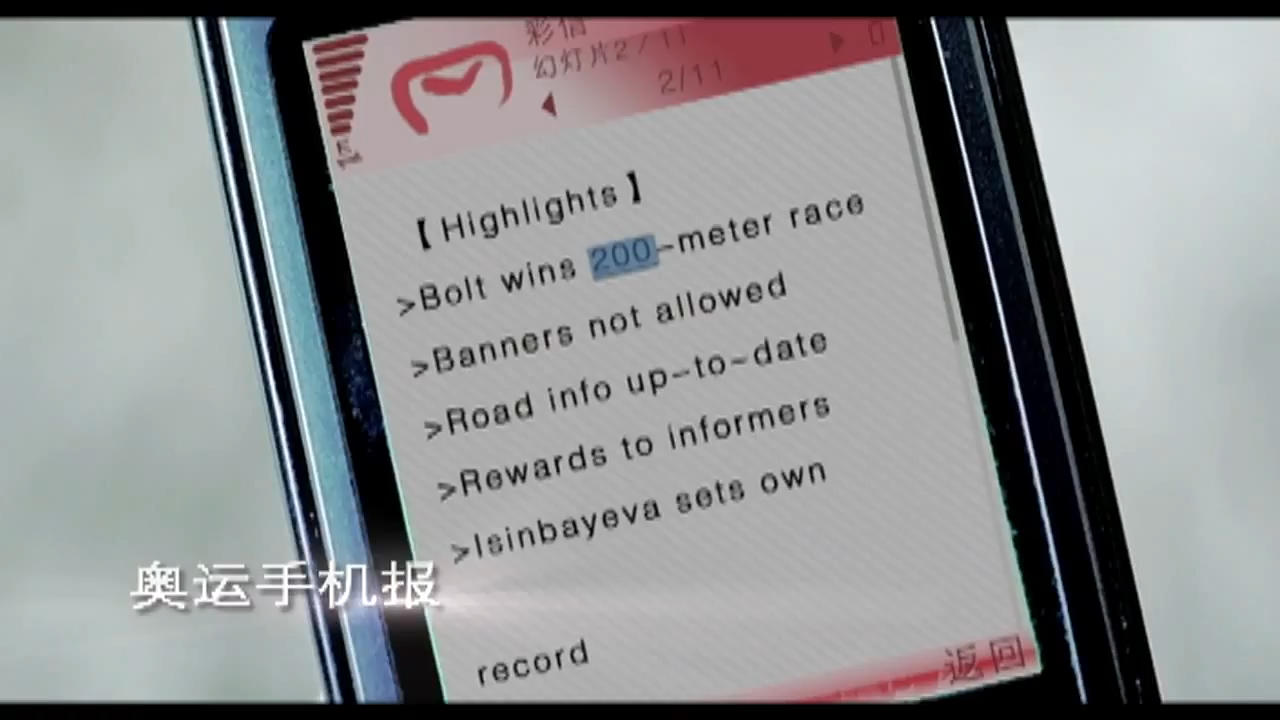 彩信
幻灯片2/11
2/11
【Highlights】
>Bolt wins 200-meter race
>Banners not allowed
>Road info up-to-date
>Rewards to informers
>Isinbayeva sets own
record
奥运手机报
返回